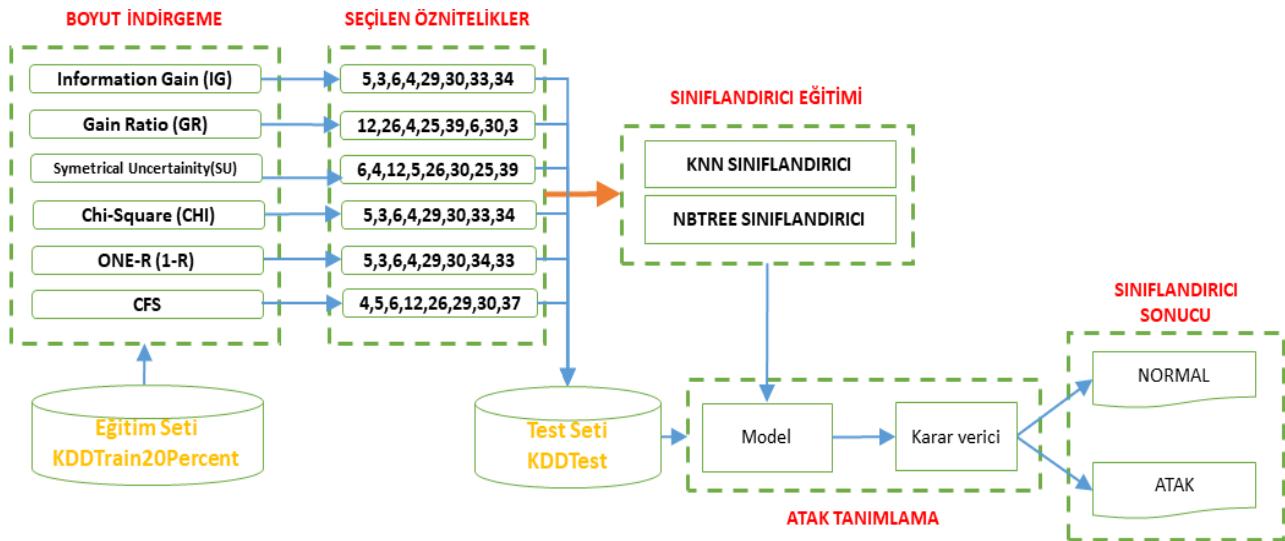 BOYUT İNDİRGEME
Information Gain (IG)
Gain Ratio (GR)
Symetrical Uncertainity(SU)
Chi-Square (CHI)
ONE-R (1-R)
CFS
Eğitim Seti
KDDTrain20Percent
SEÇİLEN ÖZNİTELİKLER
5,3,6,4,29,30,33,34
12,26,4,25,39,6,30,3
6,4,12,5,26,30,25,39
5,3,6,4,29,30,33,34
5,3,6,4,29,30,34,33
4,5,6,12,26,29,30,37
Test Seti
KDDTest
SINIFLANDIRICI EĞİTİMİ
KNN SINIFLANDIRICI
NBTREE SINIFLANDIRICI
Model
Karar verici
ATAK TANIMLAMA
SINIFLANDIRICI
SONUCU
NORMAL
ATAK